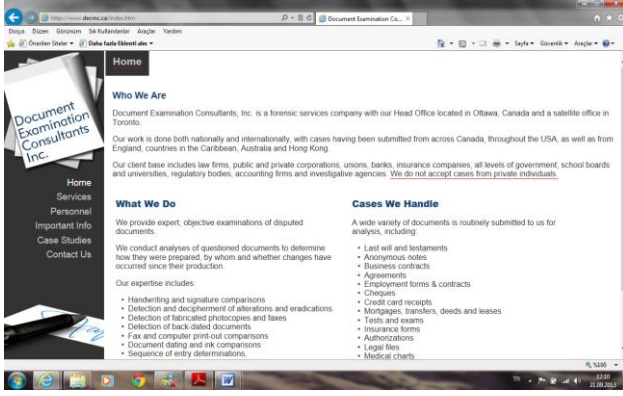 http://www.decinc.ca/index.htm
Document Examination Co...
Dosya Düzen Görünüm Sık Kullanılanlar Araçlar Yardım
Önerilen Siteler Daha fazla Eklenti alın
Sayfa Güvenlik Araçlar
Home
Document
Examination
Consultants
Inc.
Home
Services
Personnel
Important Info
Case Studies
Contact Us
Who We Are
Document Examination Consultants, Inc. is a forensic services company with our Head Office located in Ottawa, Canada and a satellite office in
Toronto.
Our work is done both nationally and internationally, with cases having been submitted from across Canada, throughout the USA, as well as from
England, countries in the Caribbean, Australia and Hong Kong.
Our client base includes law firms, public and private corporations, unions, banks, insurance companies, all levels of government, school boards
and universities, regulatory bodies, accounting firms and investigative agencies. We do not accept cases from private individuals.
What We Do
We provide expert, objective examinations of disputed
documents.
We conduct analyses of questioned documents to determine
how they were prepared, by whom and whether changes have
occurred since their production.
Our expertise includes:
• Handwriting and signature comparisons
• Detection and decipherment of alterations and eradications
• Detection of fabricated photocopies and faxes
• Detection of back-dated documents
• Fax and computer print-out comparisons
• Document dating and ink comparisons
• Sequence of entry determinations.
Cases We Handle
A wide variety of documents is routinely submitted to us for
analysis, including:
• Last will and testaments
• Anonymous notes
• Business contracts
• Agreements
• Employment forms & contracts
• Cheques
• Credit card receipts
• Mortgages, transfers, deeds and leases
• Tests and exams
• Insurance forms
• Authorizations
• Legal files
• Medical charts
%100
TR
12:10
21.09.2013